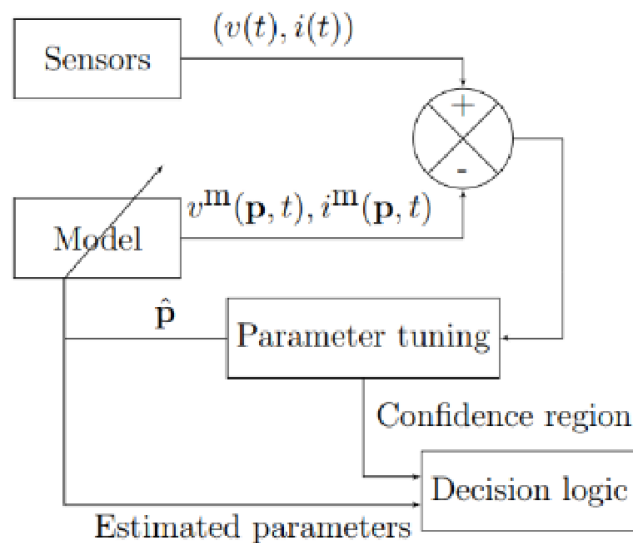 (v(t), i(t))
Sensors
+
-
v^m(p, t), i^m(p, t)
Model
p̂
Parameter tuning
Confidence region
Decision logic
Estimated parameters